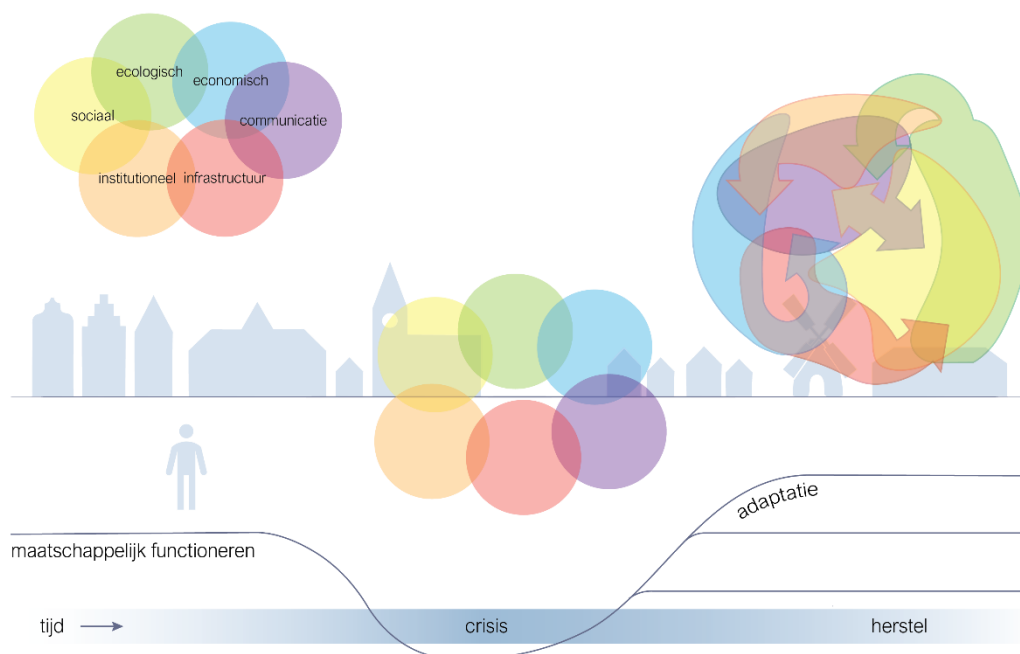 ecologisch
economisch
sociaal
communicatie
institutioneel
infrastructuur
adaptatie
maatschappelijk functioneren
tijd
crisis
herstel